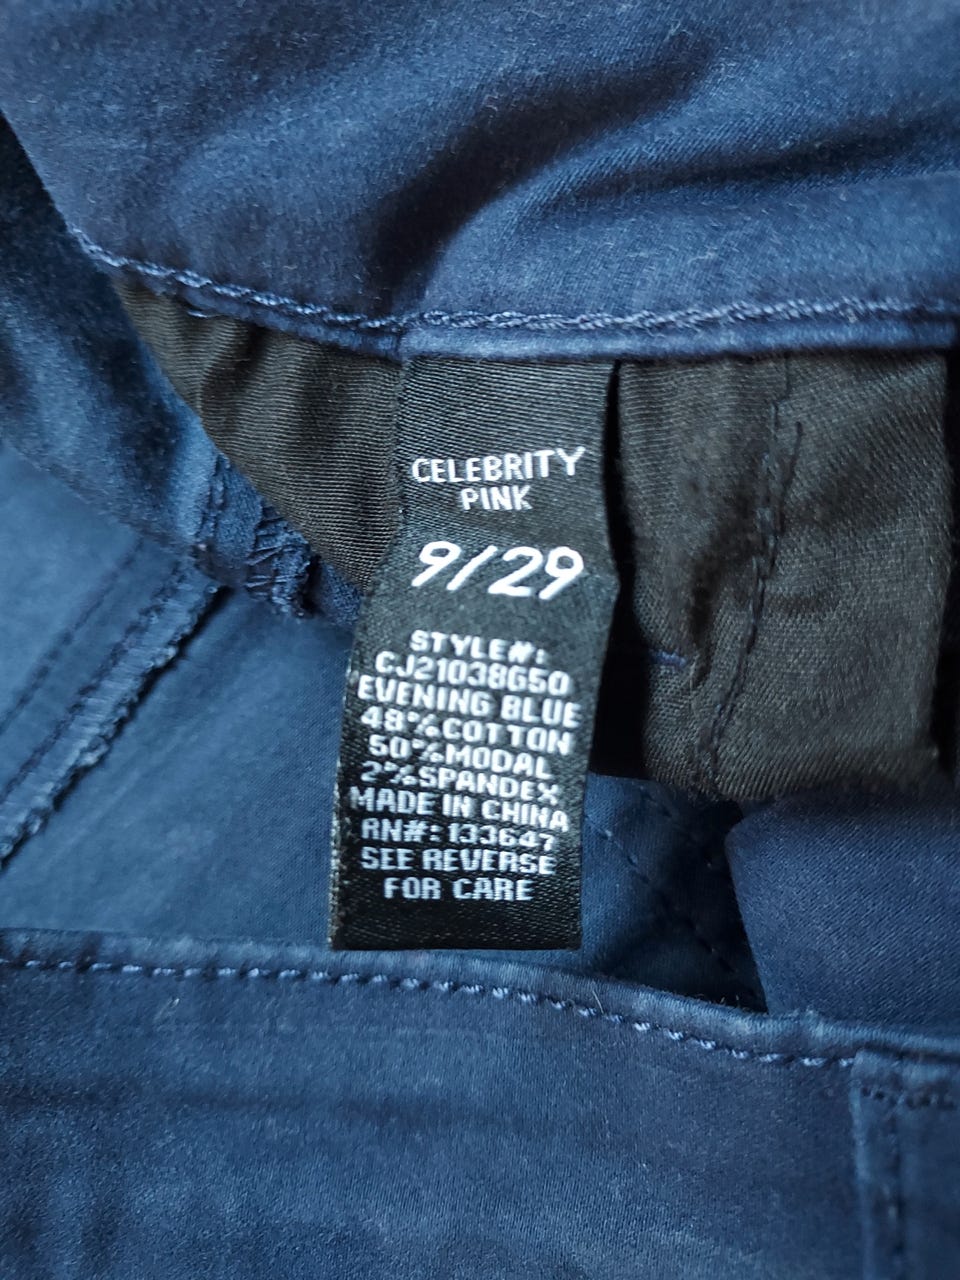 CELEBRITY
PINK
9/29
STYLE#:
CJ21038G50
EVENING BLUE
48%COTTON
50%MODAL
2%SPANDEX
MADE IN CHINA
RN#:133647
SEE REVERSE
FOR CARE